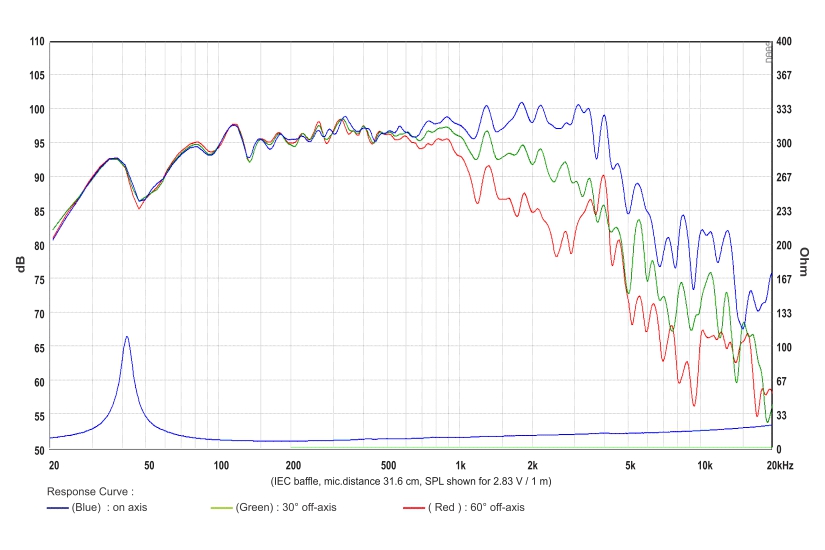 110 400
105 367
100 333
95 300
90 267
85 233
80 200
dB Ohm
75 167
70 133
65 100
60 67
55 33
50 0
20 50 100 200 500 1k 2k 5k 10k 20kHz
(IEC baffle, mic.distance 31.6 cm, SPL shown for 2.83 V / 1 m)
Response Curve :
(Blue) : on axis (Green) : 30° off-axis ( Red ) : 60° off-axis